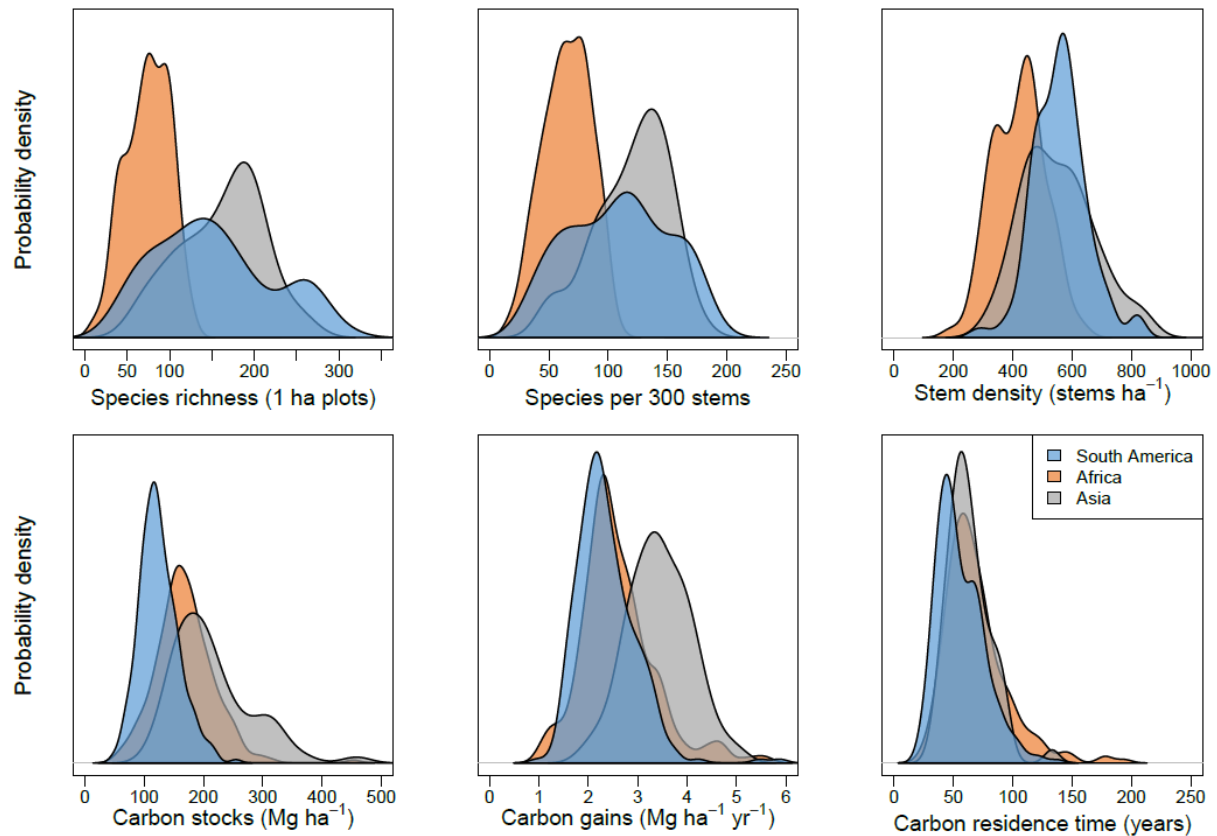 Probability density
0 50 100 200 300
Species richness (1 ha plots)
0 50 100 150 200 250
Species per 300 stems
0 200 400 600 800 1000
Stem density (stems ha⁻¹)
Probability density
0 100 200 300 400 500
Carbon stocks (Mg ha⁻¹)
0 1 2 3 4 5 6
Carbon gains (Mg ha⁻¹ yr⁻¹)
South America
Africa
Asia
0 50 100 150 200 250
Carbon residence time (years)